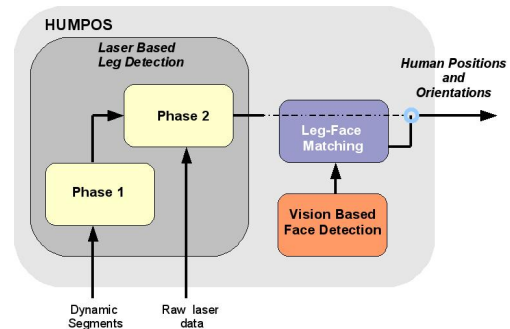 HUMPOS
Laser Based
Leg Detection
Human Positions
and
Orientations
Phase 2
Leg-Face
Matching
Phase 1
Vision Based
Face Detection
Dynamic
Segments
Raw laser
data